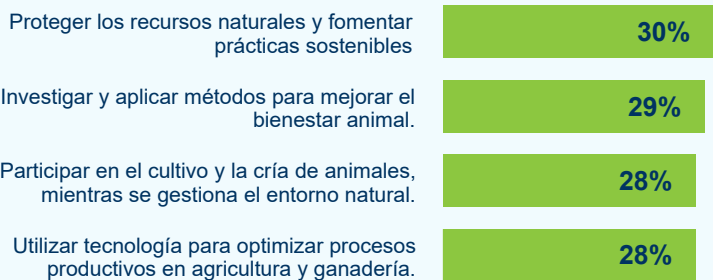 Proteger los recursos naturales y fomentar
prácticas sostenibles
30%
Investigar y aplicar métodos para mejorar el
bienestar animal.
29%
Participar en el cultivo y la cría de animales,
mientras se gestiona el entorno natural.
28%
Utilizar tecnología para optimizar procesos
productivos en agricultura y ganadería.
28%